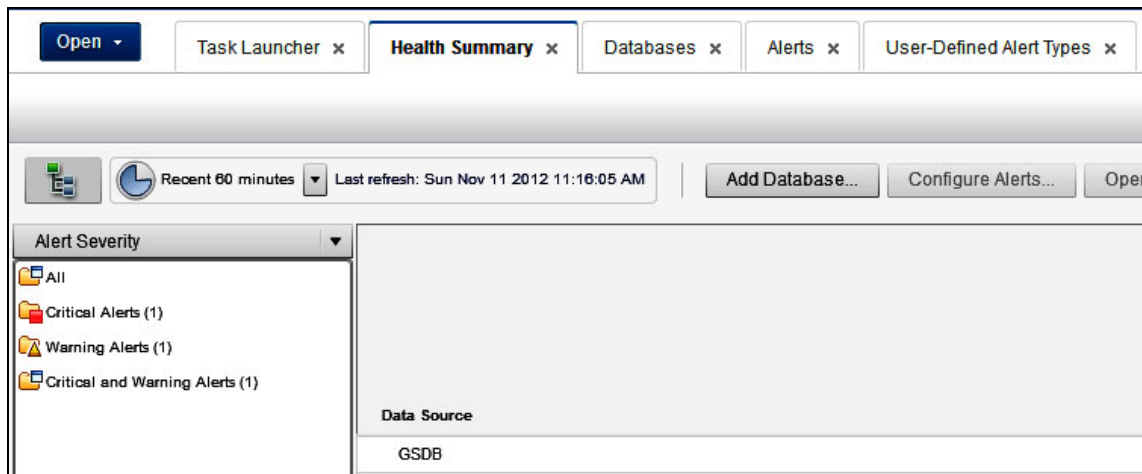 Open
Task Launcher
Health Summary
Databases
Alerts
User-Defined Alert Types
Recent 60 minutes
Last refresh: Sun Nov 11 2012 11:16:05 AM
Add Database...
Configure Alerts...
Open
Alert Severity
All
Critical Alerts (1)
Warning Alerts (1)
Critical and Warning Alerts (1)
Data Source
GSDB